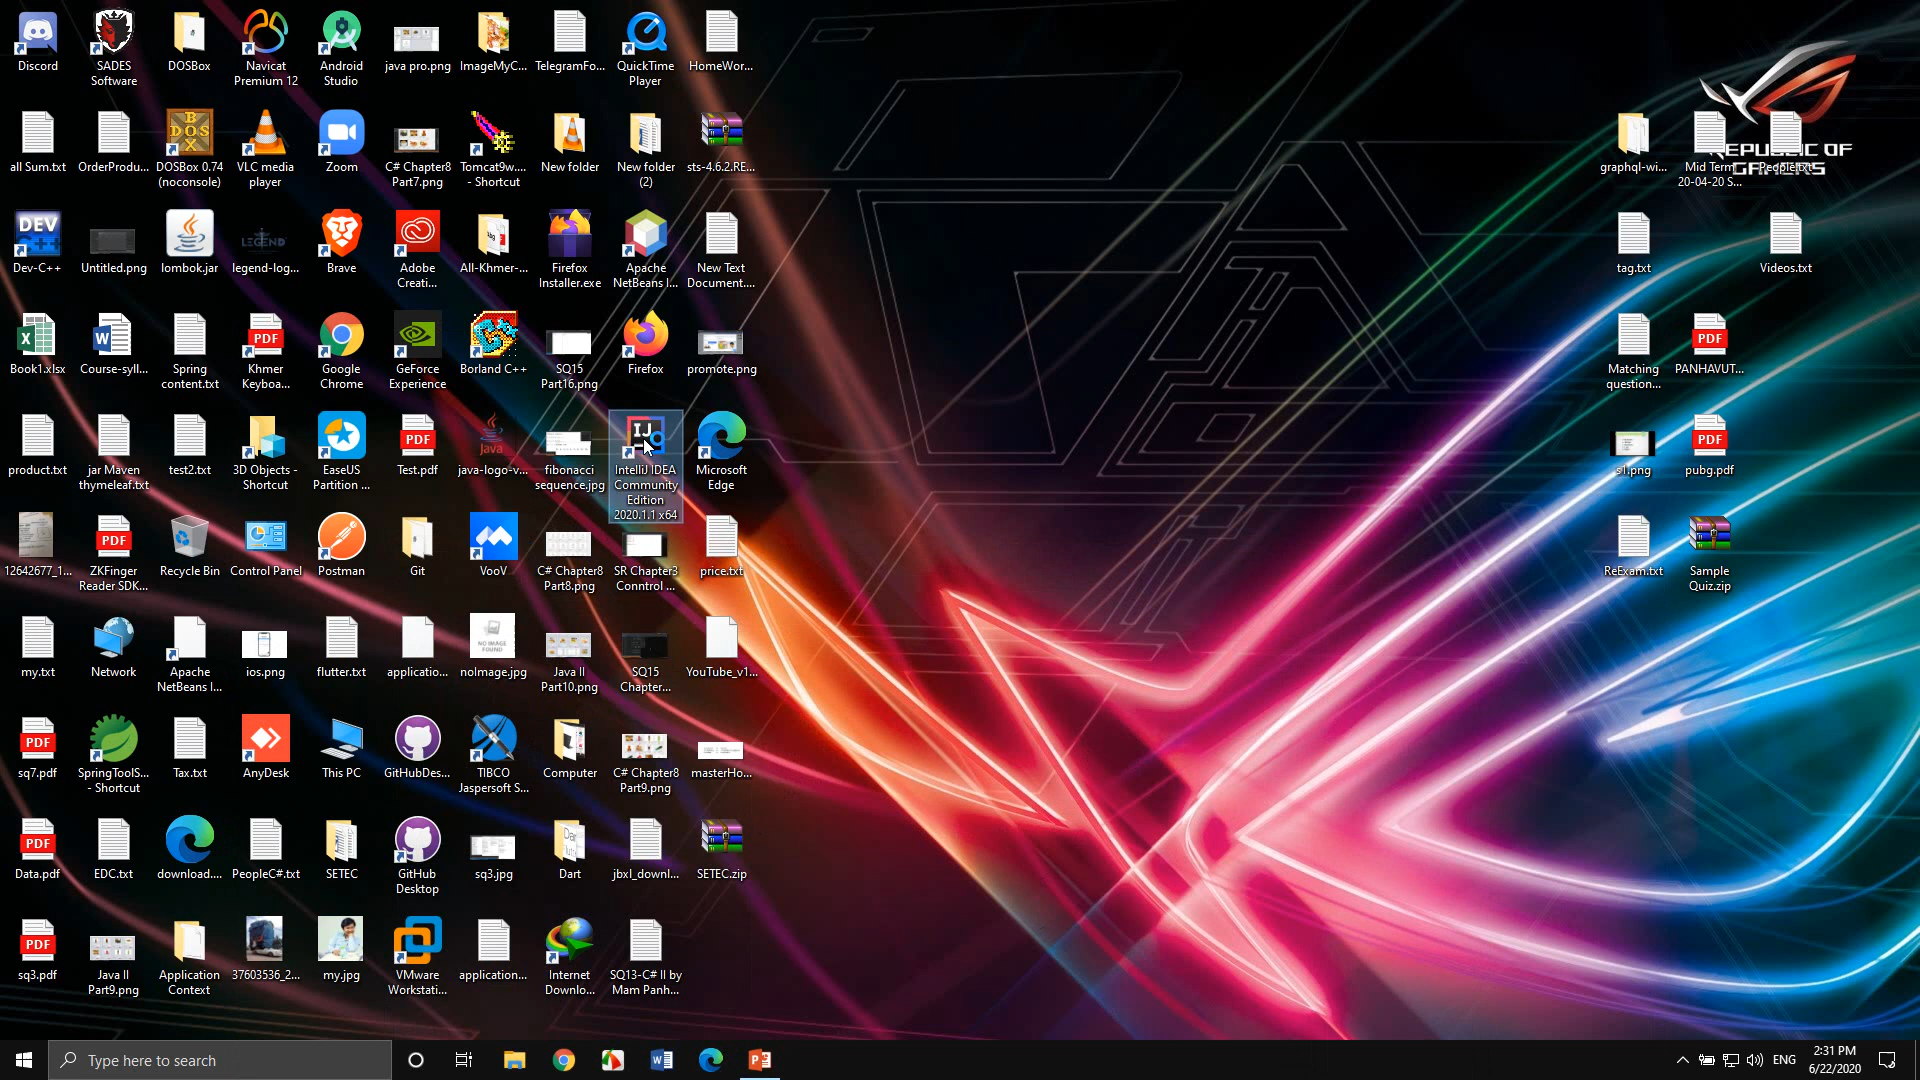 Discord
SADES
Software
DOSBox
Navicat
Premium 12
Android
Studio
java pro.png
ImageMyC...
TelegramFo...
QuickTime
Player
HomeWor...
all Sum.txt
OrderProdu...
DOSBox 0.74
(noconsole)
VLC media
player
Zoom
C# Chapter8
Part7.png
Tomcat9w....
- Shortcut
New folder
New folder
(2)
sts-4.6.2.RE...
graphql-wi...
Mid Term
20-04-20 S...
People.txt
REPUBLIC OF
GAMERS
Dev-C++
Untitled.png
lombok.jar
legend-log...
Brave
Adobe
Creati...
All-Khmer-...
Firefox
Installer.exe
Apache
NetBeans I...
New Text
Document....
tag.txt
Videos.txt
Book1.xlsx
Course-syll...
Spring
content.txt
Khmer
Keyboa...
Google
Chrome
GeForce
Experience
Borland C++
SQ15
Part16.png
Firefox
promote.png
Matching
question...
PANHAVUT...
product.txt
jar Maven
thymeleaf.txt
test2.txt
3D Objects -
Shortcut
EaseUS
Partition ...
Test.pdf
java-logo-v...
fibonacci
sequence.jpg
IntelliJ IDEA
Community
Edition
2020.1.1 x64
Microsoft
Edge
s1.png
pubg.pdf
12642677_1...
ZKFinger
Reader SDK...
Recycle Bin
Control Panel
Postman
Git
VooV
C# Chapter8
Part8.png
SR Chapter3
Conntrol ...
price.txt
ReExam.txt
Sample
Quiz.zip
my.txt
Network
Apache
NetBeans I...
ios.png
flutter.txt
applicatio...
noImage.jpg
Java II
Part10.png
SQ15
Chapter...
YouTube_v1...
sq7.pdf
SpringToolS...
- Shortcut
Tax.txt
AnyDesk
This PC
GitHubDes...
TIBCO
Jaspersoft S...
Computer
C# Chapter8
Part9.png
masterHo...
Data.pdf
EDC.txt
download....
PeopleC#.txt
SETEC
GitHub
Desktop
sq3.jpg
Dart
jbxl_downl...
SETEC.zip
sq3.pdf
Java II
Part9.png
Application
Context
37603536_2...
my.jpg
VMware
Workstati...
application...
Internet
Downlo...
SQ13-C# II by
Mam Panh...
Type here to search
ENG
2:31 PM
6/22/2020